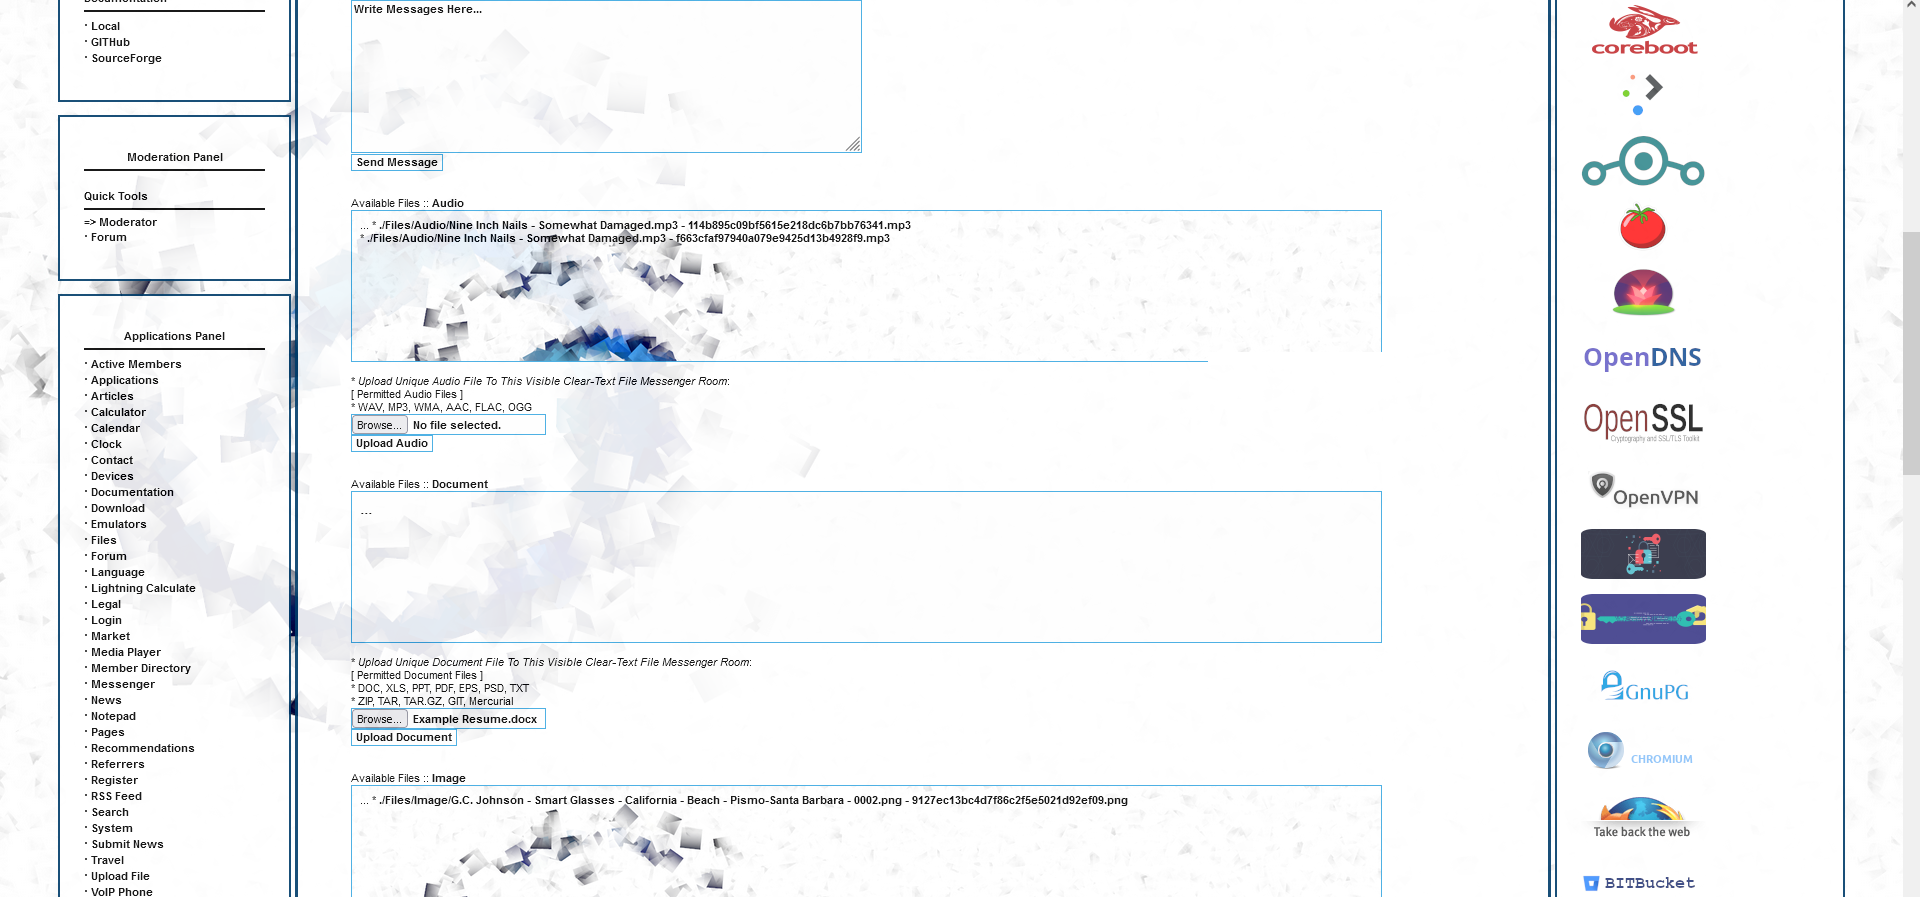 Local
GITHub
SourceForge
Moderation Panel
Quick Tools
=> Moderator
· Forum
Applications Panel
· Active Members
· Applications
· Articles
· Calculator
· Calendar
· Clock
· Contact
· Devices
· Documentation
· Download
· Emulators
· Files
· Forum
· Language
· Lightning Calculate
· Legal
· Login
· Market
· Media Player
· Member Directory
· Messenger
· News
· Notepad
· Pages
· Recommendations
· Referrers
· Register
· RSS Feed
· Search
· System
· Submit News
· Travel
· Upload File
· VoIP Phone
Write Messages Here...
Send Message
Available Files :: Audio
... * ./Files/Audio/Nine Inch Nails - Somewhat Damaged.mp3 - 114b895c09bf5615e218dc6b7bb76341.mp3
* ./Files/Audio/Nine Inch Nails - Somewhat Damaged.mp3 - f663cfaf97940a079e9425d13b4928f9.mp3
* Upload Unique Audio File To This Visible Clear-Text File Messenger Room:
[ Permitted Audio Files ]
* WAV, MP3, WMA, AAC, FLAC, OGG
Browse... No file selected.
Upload Audio
Available Files :: Document
...
* Upload Unique Document File To This Visible Clear-Text File Messenger Room:
[ Permitted Document Files ]
* DOC, XLS, PPT, PDF, EPS, PSD, TXT
* ZIP, TAR, TAR.GZ, GIT, Mercurial
Browse... Example Resume.docx
Upload Document
Available Files :: Image
... * ./Files/Image/G.C. Johnson - Smart Glasses - California - Beach - Pismo-Santa Barbara - 0002.png - 9127ec13bc4d7f86c2f5e5021d92ef09.png
coreboot
OpenDNS
OpenSSL
Cryptography and SSL/TLS Toolkit
OpenVPN
GnuPG
CHROMIUM
Take back the web
BITBucket